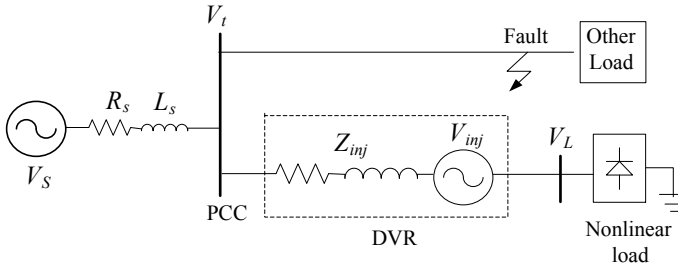 V_t
Fault
Other
Load
R_s
L_s
V_S
Z_inj
V_inj
V_L
PCC
DVR
Nonlinear
load